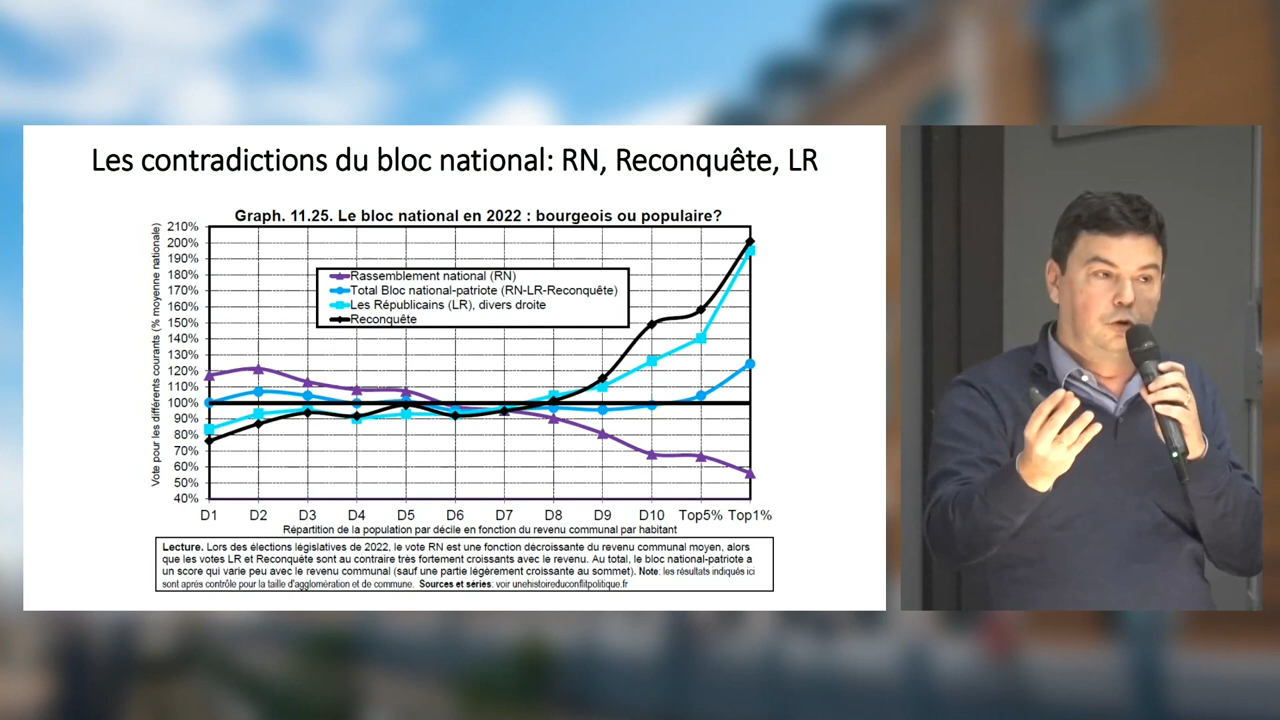 Les contradictions du bloc national: RN, Reconquête, LR
Graph. 11.25. Le bloc national en 2022 : bourgeois ou populaire?
Vote pour les différents courants (% moyenne nationale)
210%
200%
190%
180%
170%
160%
150%
140%
130%
120%
110%
100%
90%
80%
70%
60%
50%
40%
Rassemblement national (RN)
Total Bloc national-patriote (RN-LR-Reconquête)
Les Républicains (LR), divers droite
Reconquête
D1 D2 D3 D4 D5 D6 D7 D8 D9 D10 Top5% Top1%
Répartition de la population par décile en fonction du revenu communal par habitant
Lecture. Lors des élections législatives de 2022, le vote RN est une fonction décroissante du revenu communal moyen, alors
que les votes LR et Reconquête sont au contraire très fortement croissants avec le revenu. Au total, le bloc national-patriote a
un score qui varie peu avec le revenu communal (sauf une partie légèrement croissante au sommet). Note: les résultats indiqués ici
sont après contrôle pour la taille d'agglomération et de commune. Sources et séries: voir unehistoireduconflitpolitique.fr